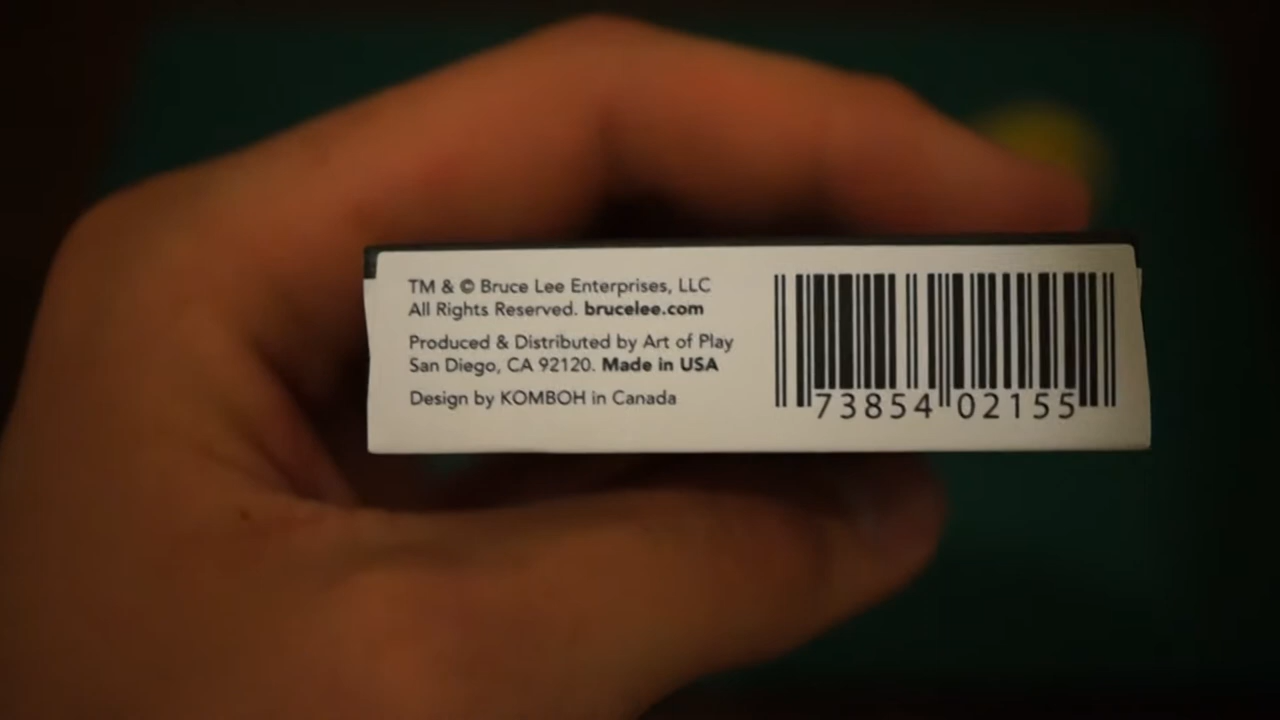 TM & © Bruce Lee Enterprises, LLC
All Rights Reserved. brucelee.com
Produced & Distributed by Art of Play
San Diego, CA 92120. Made in USA
Design by KOMBOH in Canada
73854 02155